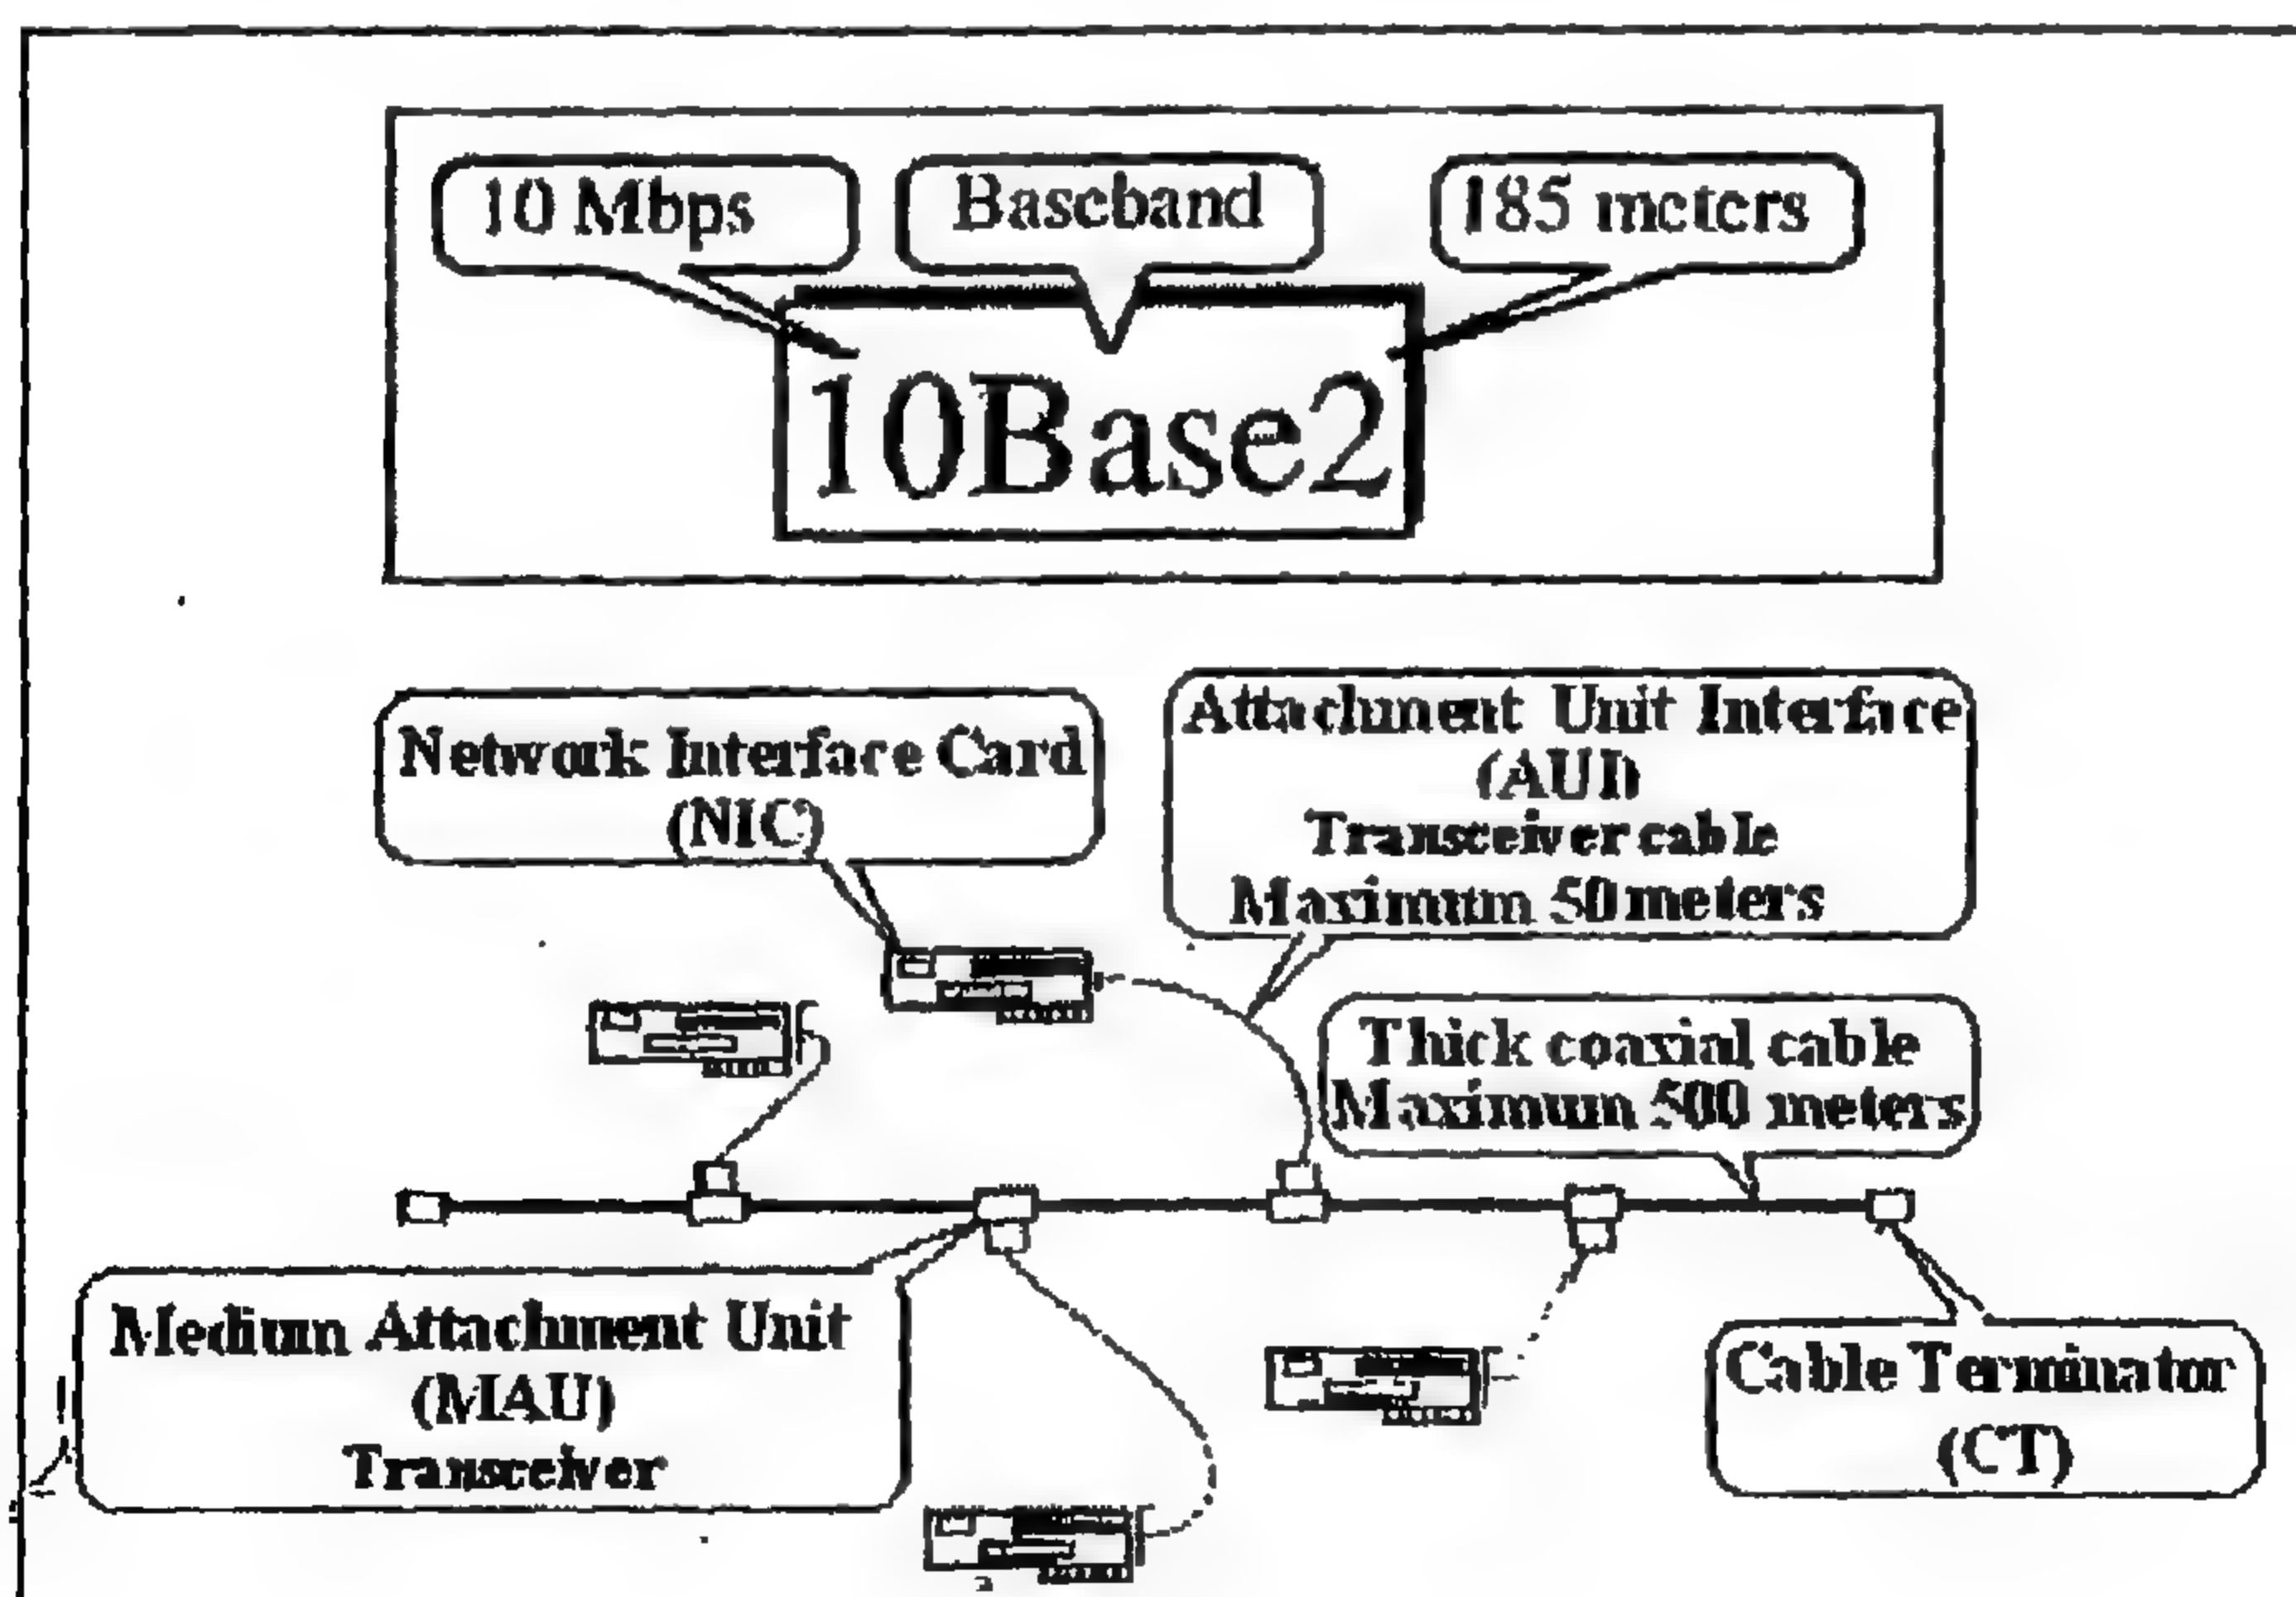 10 Mbps
Baseband
185 meters
10Base2
Network Interface Card
(NIC)
Attachment Unit Interface
(AUI)
Transceiver cable
Maximum 50 meters
Thick coaxial cable
Maximum 500 meters
Medium Attachment Unit
(MAU)
Transceiver
Cable Terminator
(CT)